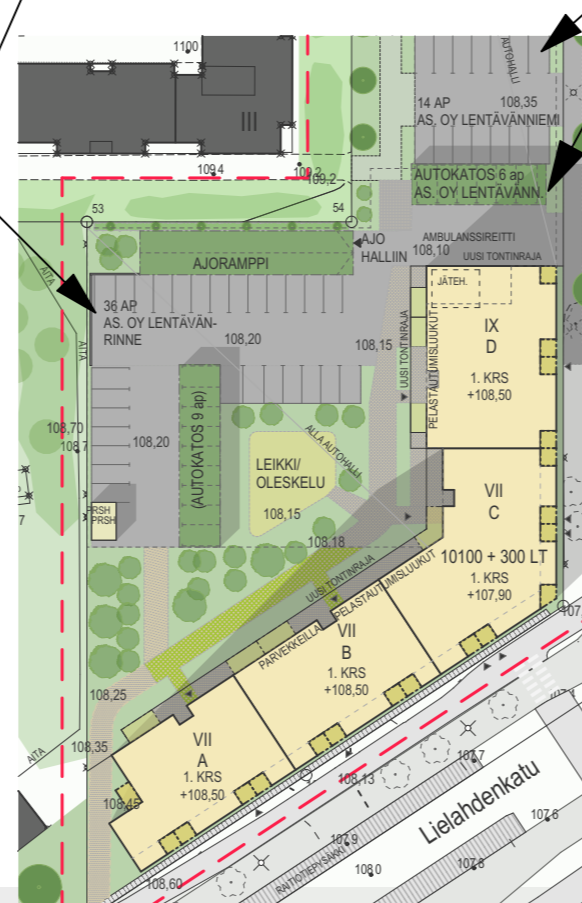 1100
III
AUTOHALLI
14 AP 108,35
AS. OY LENTÄVÄNNIEMI
109,4
109,2
109,2
AUTOKATOS 6 ap
AS. OY LENTÄVÄNN.
53
54
AJO
HALLIIN
AMBULANSSIREITTI
108,10
UUSI TONTINRAJA
AJORAMPPI
AITA
JÄTEH.
36 AP
AS. OY LENTÄVÄN-
RINNE
108,20
108,15
UUSI TONTINRAJA
PELASTAUTUMISLUUKUT
IX
D
1. KRS
+108,50
AITA
108,70
108,7
108,20
(AUTOKATOS 9 ap)
LEIKKI/
OLESKELU
ALLA AUTOHALLI
108,15
VII
C
PRSH
PRSH
108,18
10100 + 300 LT
1. KRS
+107,90
UUSI TONTINRAJA
PELASTAUTUMISLUUKUT
PARVEKKEILLA
VII
B
1. KRS
+108,50
107,
108,25
108,35
AITA
VII
A
1. KRS
+108,50
108,45
108,13
107,7
107,4
Lielahdenkatu
107,9
108,0
107,8
107,6
RAITIOTIEPYSÄKKI
108,60